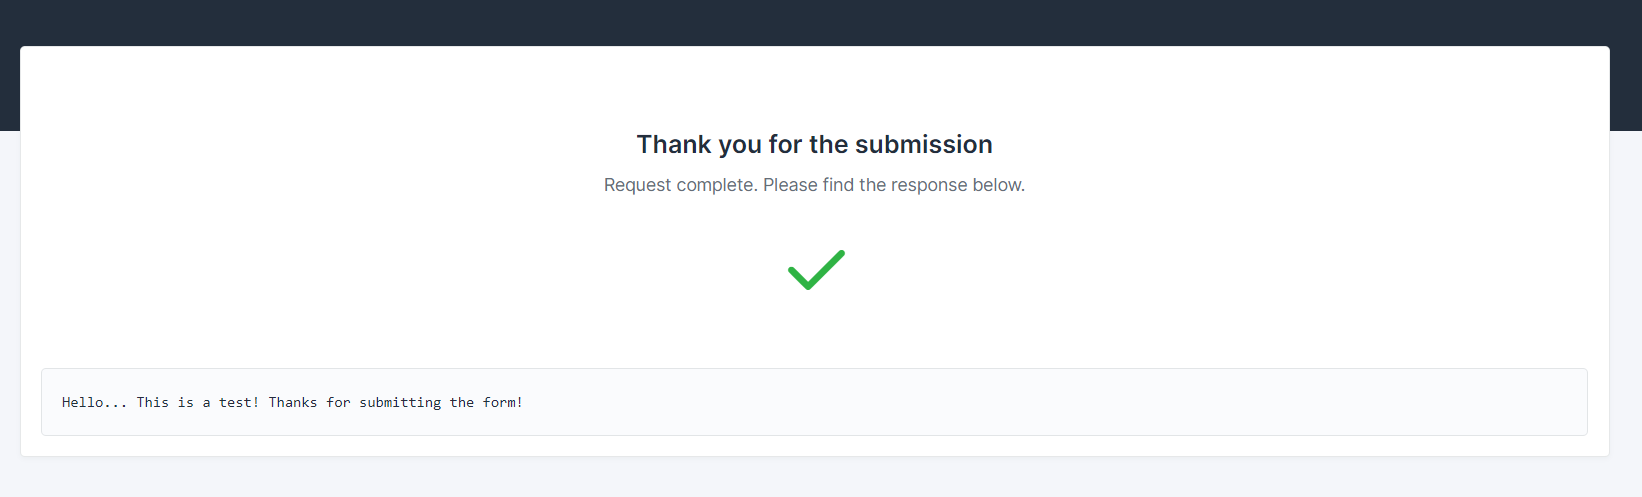 Thank you for the submission
Request complete. Please find the response below.
Hello... This is a test! Thanks for submitting the form!